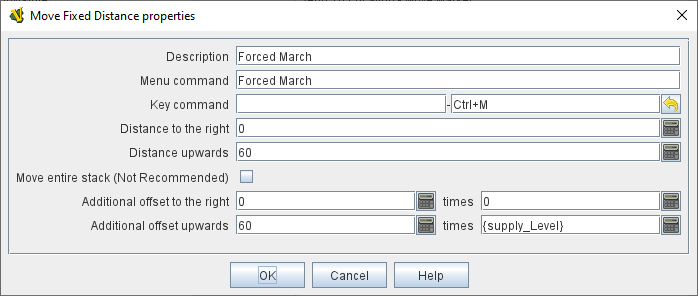 Move Fixed Distance properties
Description Forced March
Menu command Forced March
Key command - Ctrl+M
Distance to the right 0
Distance upwards 60
Move entire stack (Not Recommended)
Additional offset to the right 0 times 0
Additional offset upwards 60 times {supply_Level}
OK Cancel Help